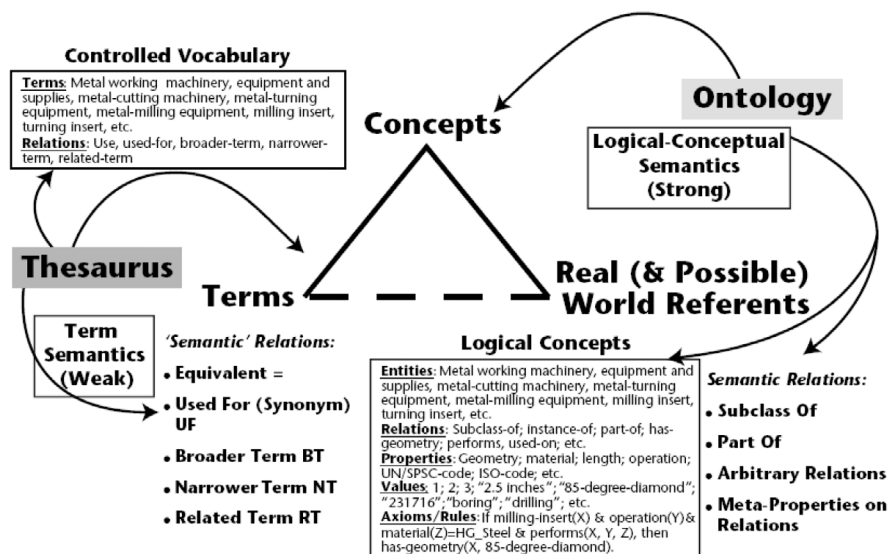 Controlled Vocabulary
Terms: Metal working machinery, equipment and
supplies, metal-cutting machinery, metal-turning
equipment, metal-milling equipment, milling insert,
turning insert, etc.
Relations: Use, used-for, broader-term, narrower-
term, related-term
Concepts
Ontology
Logical-Conceptual
Semantics
(Strong)
Thesaurus
Terms
Real (& Possible)
World Referents
Term
Semantics
(Weak)
‘Semantic’ Relations:
• Equivalent =
• Used For (Synonym)
UF
• Broader Term BT
• Narrower Term NT
• Related Term RT
Logical Concepts
Entities: Metal working machinery, equipment and
supplies, metal-cutting machinery, metal-turning
equipment, metal-milling equipment, milling insert,
turning insert, etc.
Relations: Subclass-of; instance-of; part-of; has-
geometry; performs, used-on; etc.
Properties: Geometry; material; length; operation;
UN/SPSC-code; ISO-code; etc.
Values: 1; 2; 3; “2.5 inches”; “85-degree-diamond”;
“231716”; “boring”; “drilling”; etc.
Axioms/Rules: If milling-insert(X) & operation(Y)&
material(Z)=HG_Steel & performs(X, Y, Z), then
has-geometry(X, 85-degree-diamond).
Semantic Relations:
• Subclass Of
• Part Of
• Arbitrary Relations
• Meta-Properties on
Relations